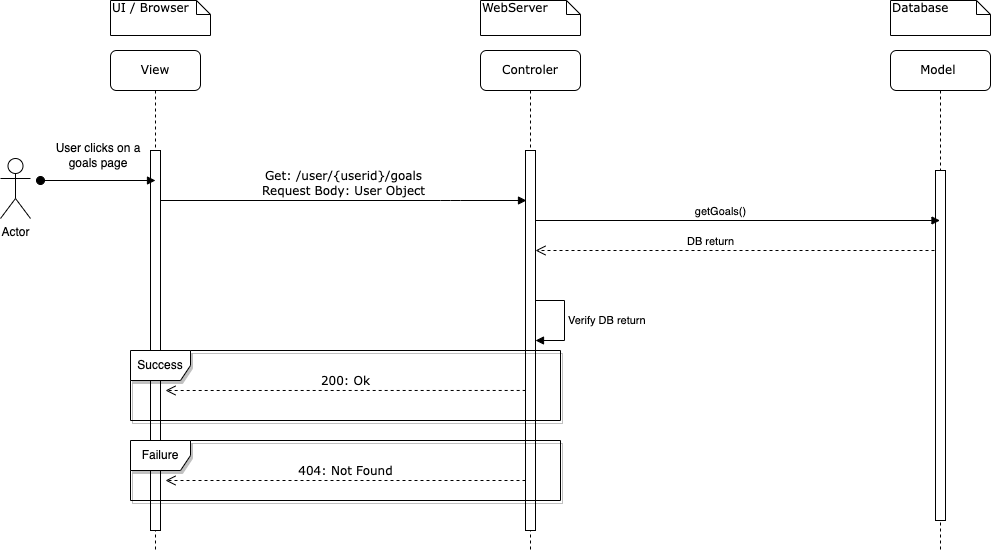 UI / Browser
WebServer
Database
View
Controler
Model
User clicks on a
goals page
Actor
Get: /user/{userid}/goals
Request Body: User Object
getGoals()
DB return
Verify DB return
Success
200: Ok
Failure
404: Not Found